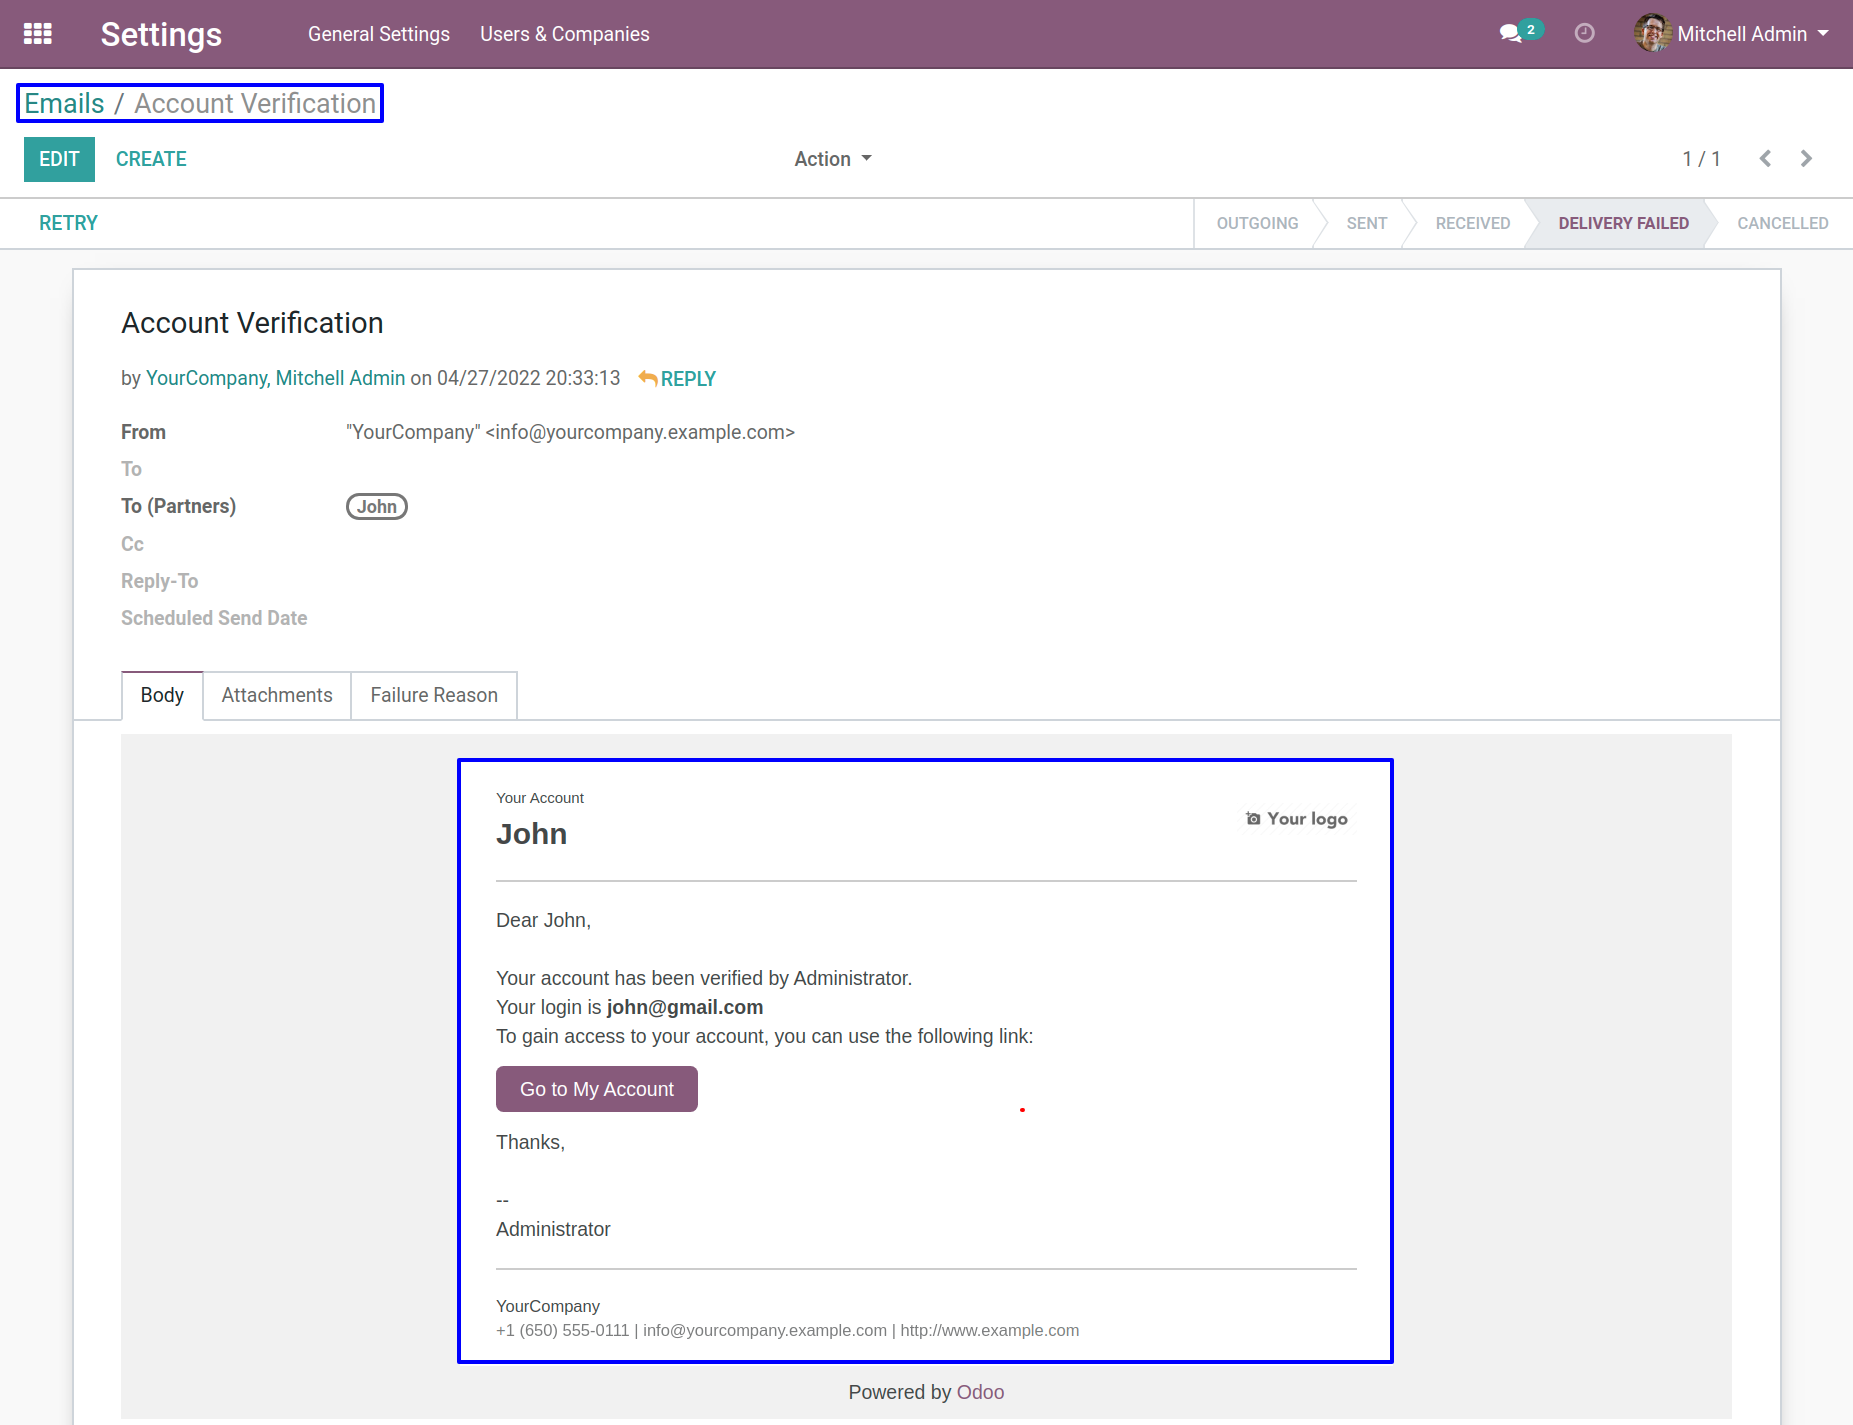 Settings General Settings Users & Companies 2 Mitchell Admin
Emails / Account Verification
EDIT CREATE Action 1 / 1
RETRY OUTGOING SENT RECEIVED DELIVERY FAILED CANCELLED
Account Verification
by YourCompany, Mitchell Admin on 04/27/2022 20:33:13 REPLY
From "YourCompany" <info@yourcompany.example.com>
To
To (Partners) John
Cc
Reply-To
Scheduled Send Date
Body Attachments Failure Reason
Your Account
John
Your logo
Dear John,
Your account has been verified by Administrator.
Your login is john@gmail.com
To gain access to your account, you can use the following link:
Go to My Account
Thanks,
--
Administrator
YourCompany
+1 (650) 555-0111 | info@yourcompany.example.com | http://www.example.com
Powered by Odoo